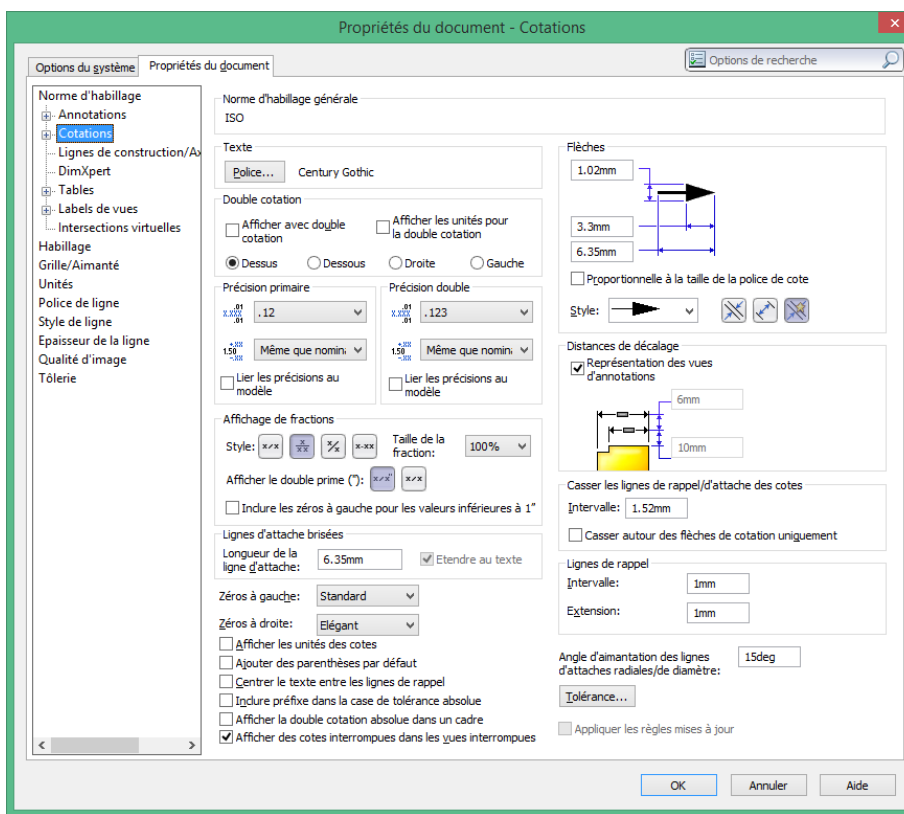 Propriétés du document - Cotations
Options du système
Propriétés du document
Options de recherche
Norme d'habillage
Annotations
Cotations
Lignes de construction/Ax
DimXpert
Tables
Labels de vues
Intersections virtuelles
Habillage
Grille/Aimanté
Unités
Police de ligne
Style de ligne
Epaisseur de la ligne
Qualité d'image
Tôlerie
Norme d'habillage générale
ISO
Texte
Police...
Century Gothic
Double cotation
Afficher avec double
cotation
Afficher les unités pour
la double cotation
Dessus
Dessous
Droite
Gauche
Précision primaire
.12
Même que nomin
Lier les précisions au
modèle
Précision double
.123
Même que nomin
Lier les précisions au
modèle
Affichage de fractions
Style:
Taille de la
fraction:
100%
Afficher le double prime ("):
Inclure les zéros à gauche pour les valeurs inférieures à 1"
Lignes d'attache brisées
Longueur de la
ligne d'attache:
6.35mm
Etendre au texte
Zéros à gauche:
Standard
Zéros à droite:
Elégant
Afficher les unités des cotes
Ajouter des parenthèses par défaut
Centrer le texte entre les lignes de rappel
Inclure préfixe dans la case de tolérance absolue
Afficher la double cotation absolue dans un cadre
Afficher des cotes interrompues dans les vues interrompues
Flèches
1.02mm
3.3mm
6.35mm
Proportionnelle à la taille de la police de cote
Style:
Distances de décalage
Représentation des vues
d'annotations
6mm
10mm
Casser les lignes de rappel/d'attache des cotes
Intervalle:
1.52mm
Casser autour des flèches de cotation uniquement
Lignes de rappel
Intervalle:
1mm
Extension:
1mm
Angle d'aimantation des lignes
d'attaches radiales/de diamètre:
15deg
Tolérance...
Appliquer les règles mises à jour
OK
Annuler
Aide